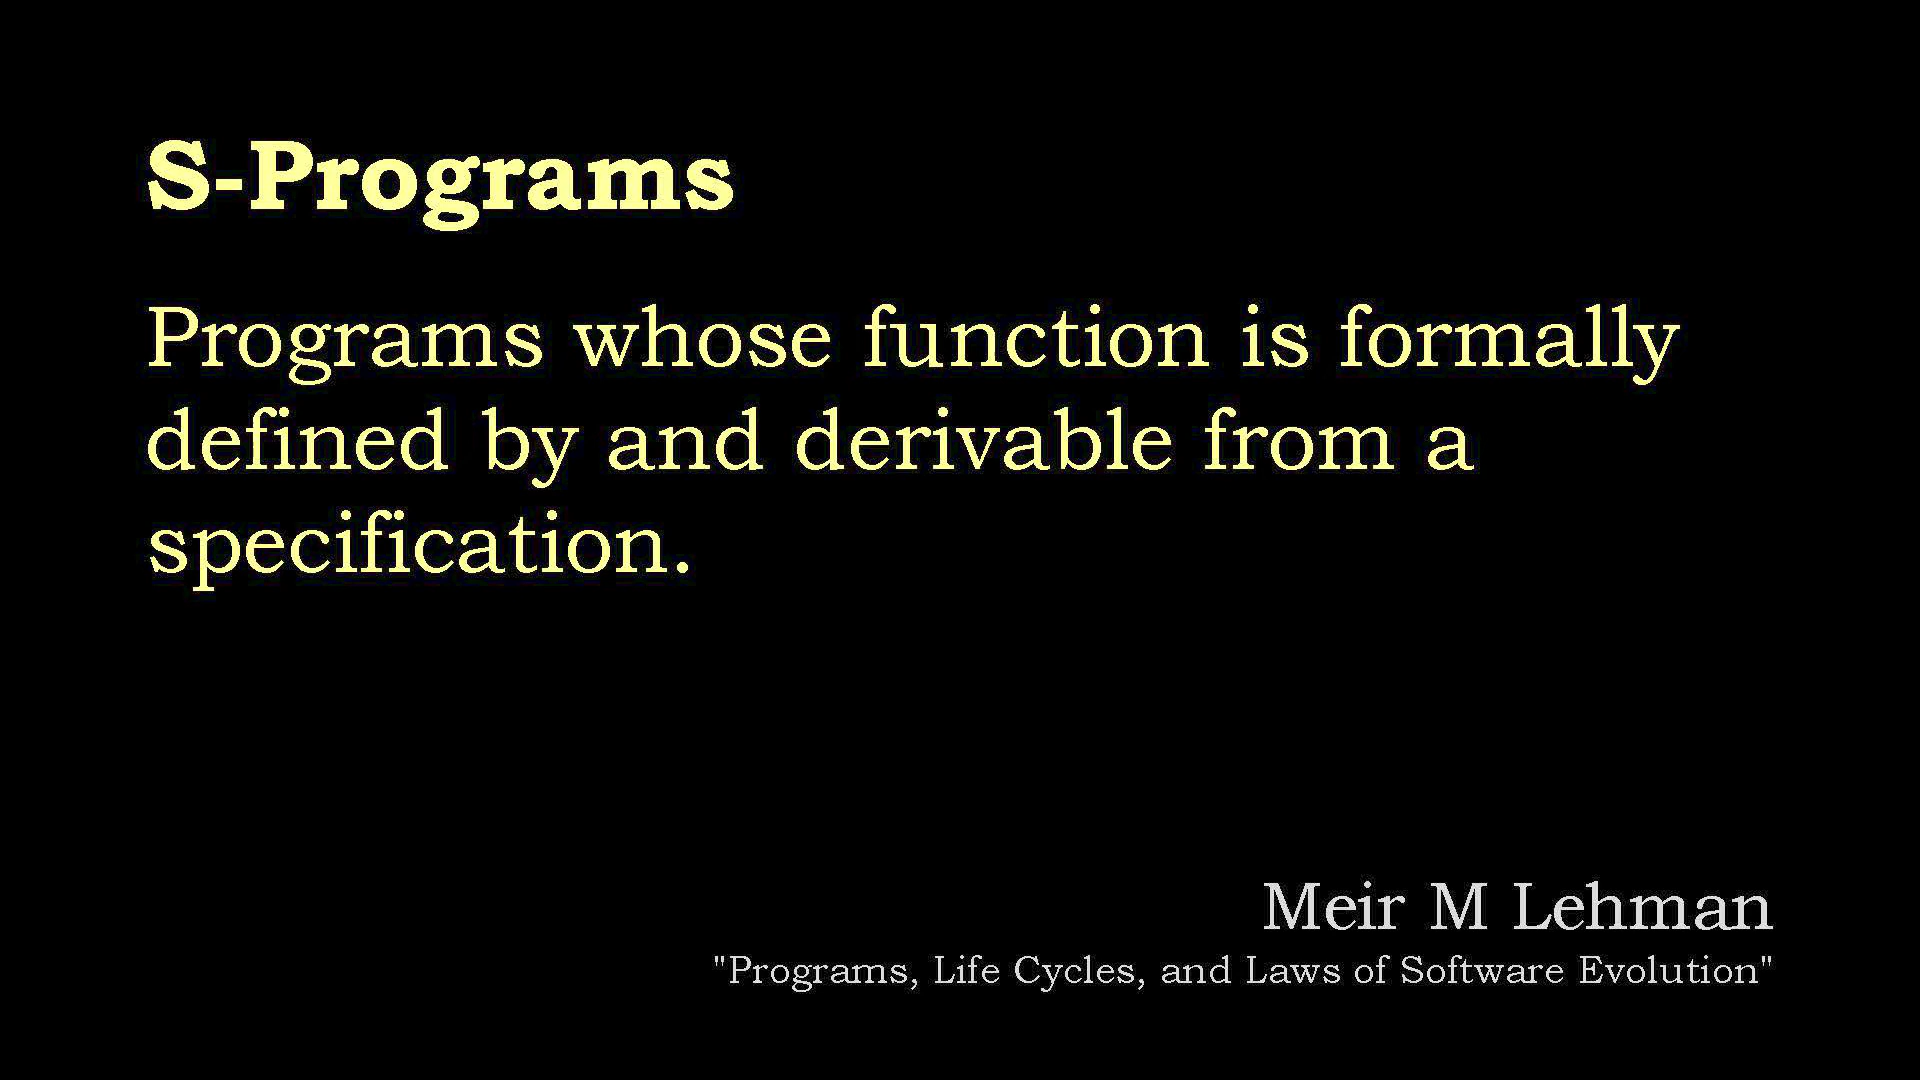 S-Programs
Programs whose function is formally
defined by and derivable from a
specification.
Meir M Lehman
"Programs, Life Cycles, and Laws of Software Evolution"